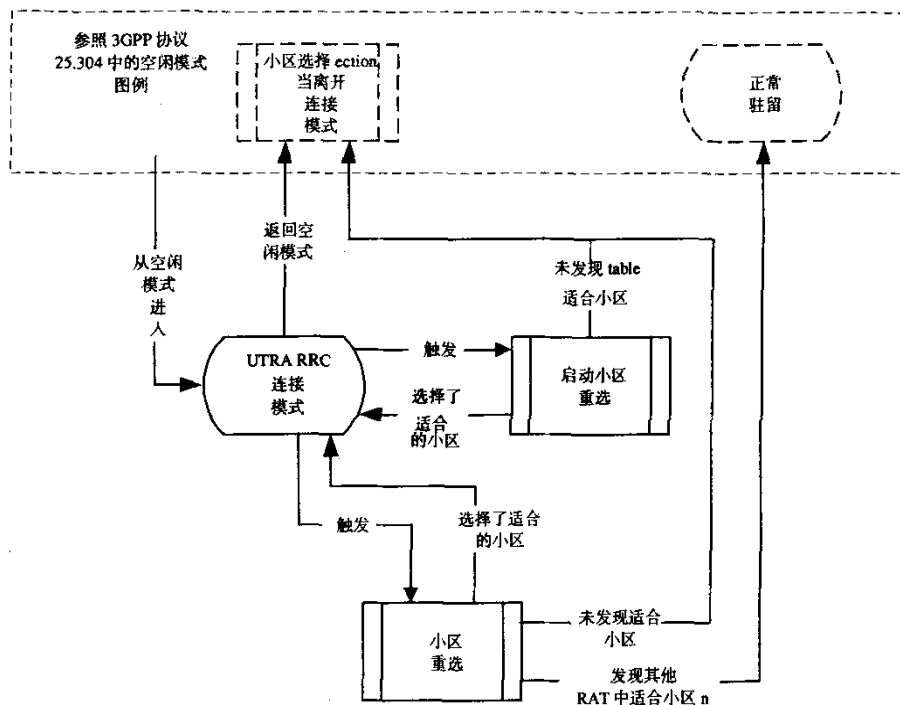 参照 3GPP 协议
25.304 中的空闲模式
图例
小区选择 ection
当离开
连接
模式
正常
驻留
返回空
闲模式
从空闲
模式
进
入
未发现 table
适合小区
UTRA RRC
连接
模式
触发
启动小区
重选
选择了
适合
的小区
触发
选择了适合
的小区
小区
重选
未发现适合
小区
发现其他
RAT 中适合小区 n